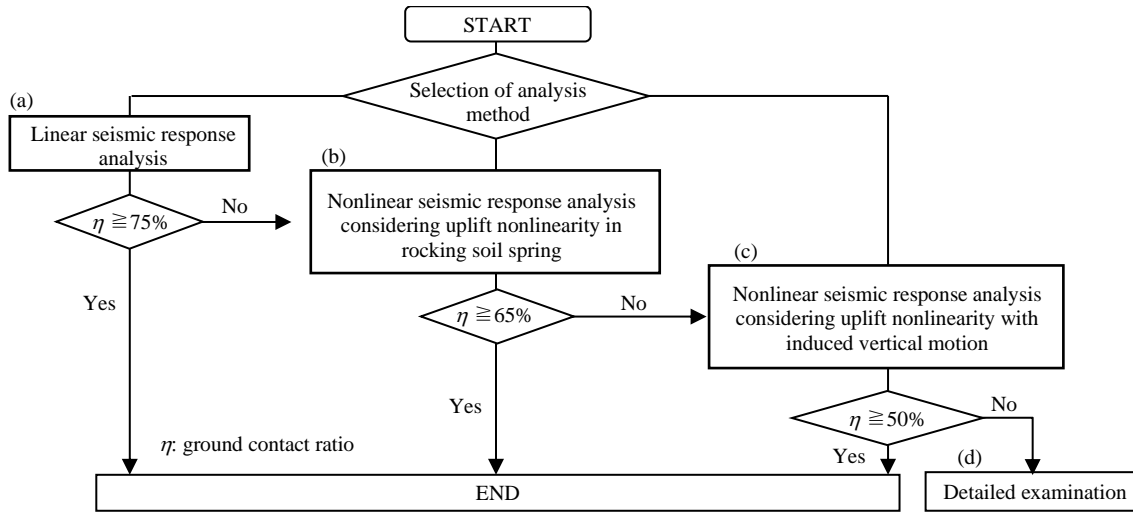 START
Selection of analysis
method
(a)
Linear seismic response
analysis
η ≧75%
No
Yes
(b)
Nonlinear seismic response analysis
considering uplift nonlinearity in
rocking soil spring
η ≧65%
No
Yes
(c)
Nonlinear seismic response analysis
considering uplift nonlinearity with
induced vertical motion
η ≧50%
No
Yes
(d)
Detailed examination
η: ground contact ratio
END